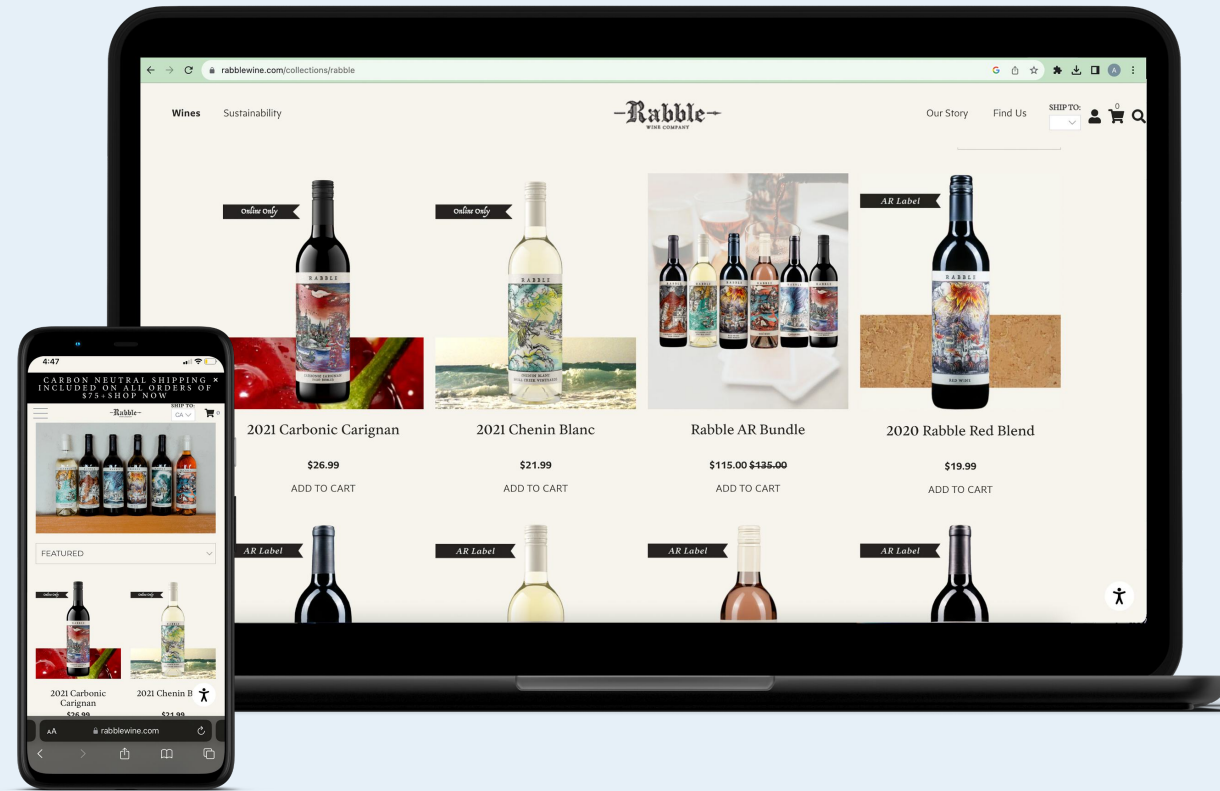 rabblewine.com/collections/rabble
Wines
Sustainability
Rabble
WINE COMPANY
Our Story
Find Us
SHIP TO:
0
Online Only
Online Only
AR Label
RABBLE
RABBLE
RABBLE
RED WINE
2021 Carbonic Carignan
2021 Chenin Blanc
Rabble AR Bundle
2020 Rabble Red Blend
$26.99
$21.99
$115.00 $135.00
$19.99
ADD TO CART
ADD TO CART
ADD TO CART
ADD TO CART
AR Label
AR Label
AR Label
AR Label
4:47
CARBON NEUTRAL SHIPPING ×
INCLUDED ON ALL ORDERS OF
$75+SHOP NOW
Rabble
SHIP TO:
CA
0
FEATURED
Online Only
Online Only
2021 Carbonic
Carignan
2021 Chenin B
$26.99
$21.99
AA
rabblewine.com